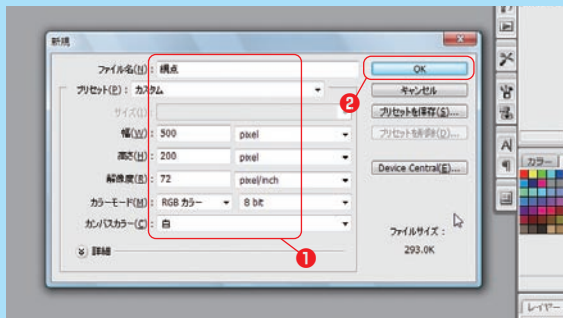 新規
ファイル名(N): 網点
OK
プリセット(P): カスタム
キャンセル
サイズ(I):
プリセットを保存(S)...
幅(W): 500 pixel
プリセットを削除(D)...
高さ(H): 200 pixel
Device Central(E)...
解像度(R): 72 pixel/inch
カラーモード(M): RGB カラー 8 bit
カンバスカラー(C): 白
ファイルサイズ:
293.0K
詳細
1
2
カラー
レイヤー
A